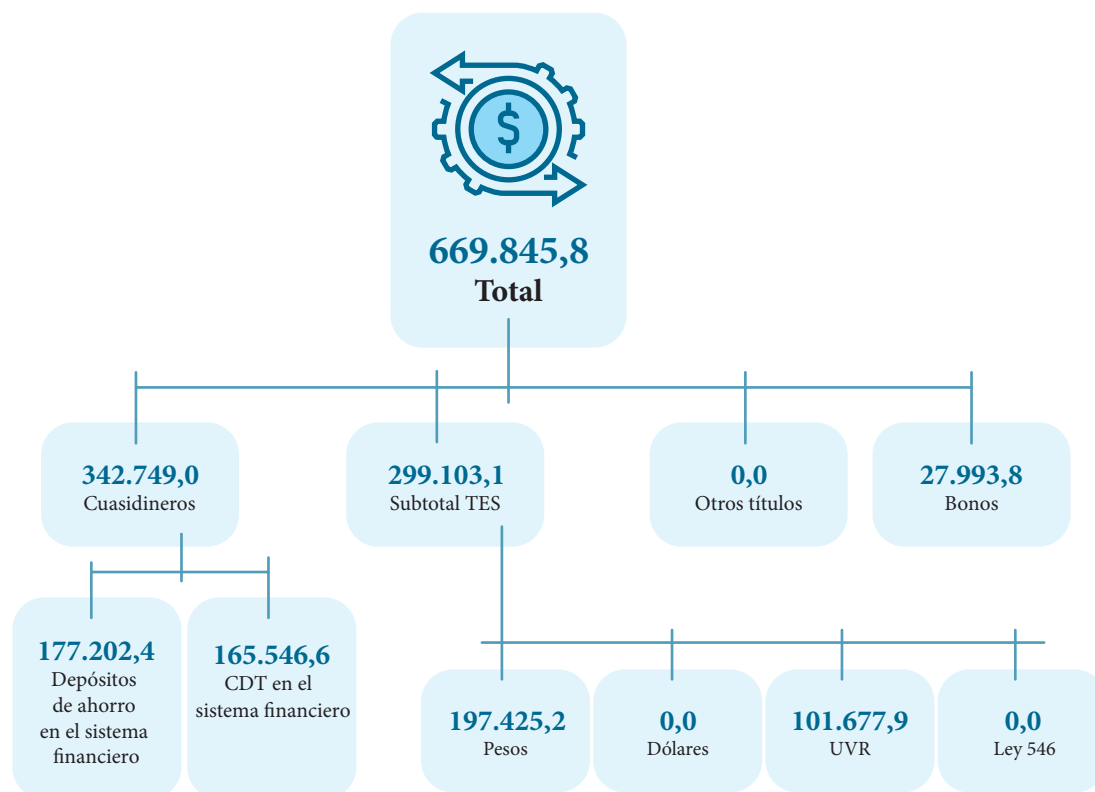 $
669.845,8
Total
342.749,0
Cuasidineros
299.103,1
Subtotal TES
0,0
Otros títulos
27.993,8
Bonos
177.202,4
Depósitos
de ahorro
en el sistema
financiero
165.546,6
CDT en el
sistema financiero
197.425,2
Pesos
0,0
Dólares
101.677,9
UVR
0,0
Ley 546